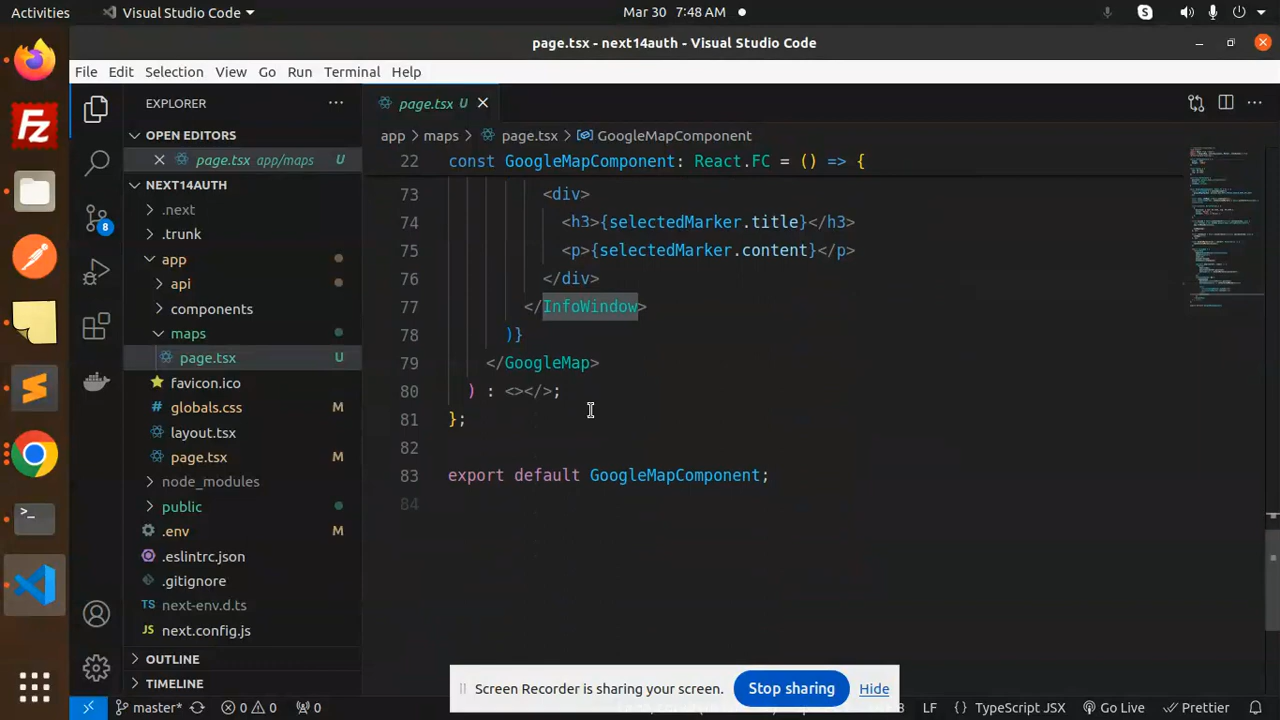 Activities
Visual Studio Code
Mar 30 7:48 AM
S
page.tsx - next14auth - Visual Studio Code
File Edit Selection View Go Run Terminal Help
Fz
EXPLORER
page.tsx U
OPEN EDITORS
app > maps > page.tsx > GoogleMapComponent
page.tsx app/maps U
22 const GoogleMapComponent: React.FC = () => {
NEXT14AUTH
73 <div>
.next
74 <h3>{selectedMarker.title}</h3>
.trunk
75 <p>{selectedMarker.content}</p>
8
app
76 </div>
api
77 </InfoWindow>
components
78 )}
maps
79 </GoogleMap>
page.tsx U
80 ) : <></>;
favicon.ico
81 };
globals.css M
82
layout.tsx
83 export default GoogleMapComponent;
page.tsx M
84
node_modules
public
.env M
.eslintrc.json
.gitignore
TS next-env.d.ts
next.config.js
OUTLINE
TIMELINE
Screen Recorder is sharing your screen.
Stop sharing
Hide
master*
0 0
0
LF
{} TypeScript JSX
Go Live
Prettier